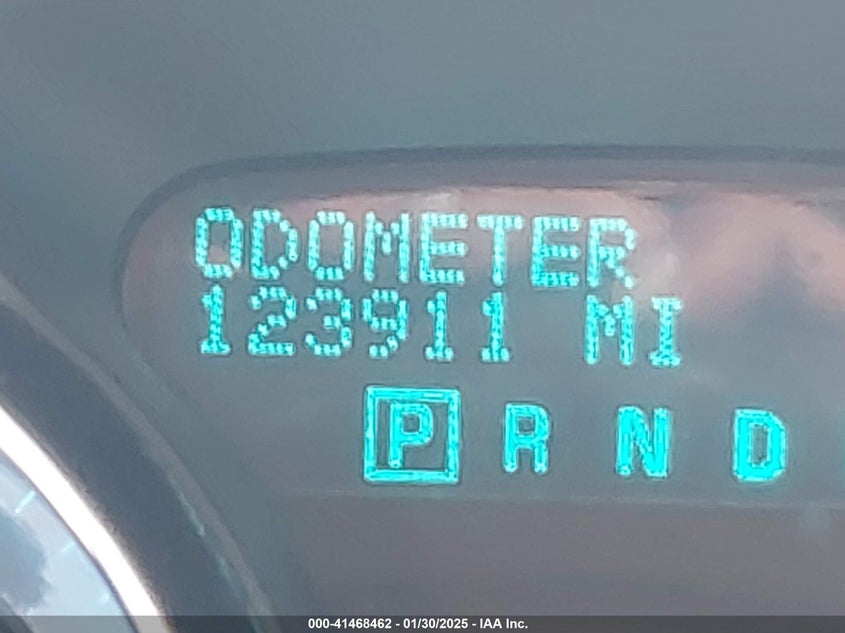 ODOMETER
123911 MI
P R N D
000-41468462 - 01/30/2025 - IAA Inc.